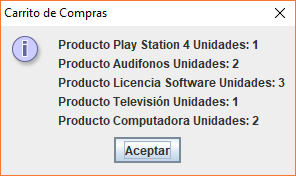 Carrito de Compras
Producto Play Station 4 Unidades: 1
Producto Audifonos Unidades: 2
Producto Licencia Software Unidades: 3
Producto Televisión Unidades: 1
Producto Computadora Unidades: 2
Aceptar